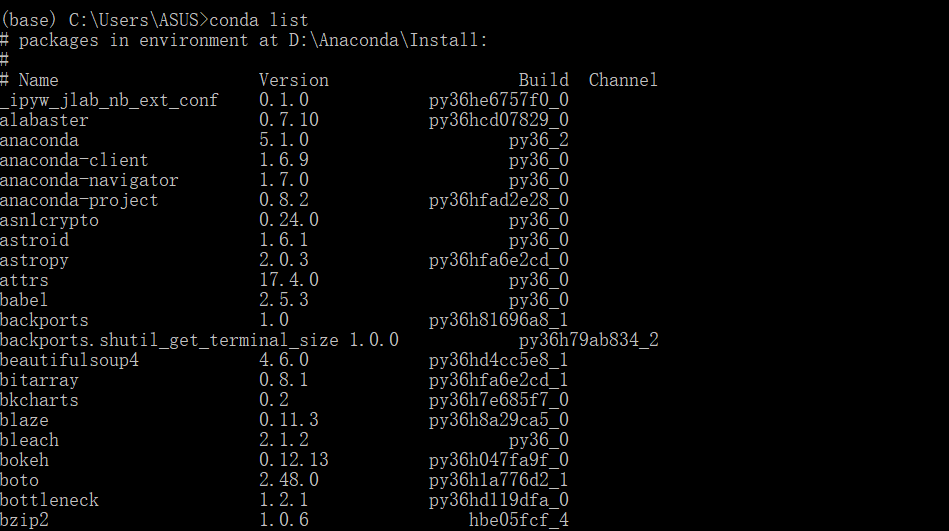 (base) C:\Users\ASUS>conda list
# packages in environment at D:\Anaconda\Install:
#
# Name                    Version                   Build  Channel
_ipyw_jlab_nb_ext_conf    0.1.0            py36he6757f0_0
alabaster                 0.7.10           py36hcd07829_0
anaconda                  5.1.0                    py36_2
anaconda-client           1.6.9                    py36_0
anaconda-navigator        1.7.0                    py36_0
anaconda-project          0.8.2            py36hfad2e28_0
asn1crypto                0.24.0                   py36_0
astroid                   1.6.1                    py36_0
astropy                   2.0.3            py36hfa6e2cd_0
attrs                     17.4.0                   py36_0
babel                     2.5.3                    py36_0
backports                 1.0              py36h81696a8_1
backports.shutil_get_terminal_size 1.0.0            py36h79ab834_2
beautifulsoup4            4.6.0            py36hd4cc5e8_1
bitarray                  0.8.1            py36hfa6e2cd_1
bkcharts                  0.2              py36h7e685f7_0
blaze                     0.11.3           py36h8a29ca5_0
bleach                    2.1.2                    py36_0
bokeh                     0.12.13          py36h047fa9f_0
boto                      2.48.0           py36h1a776d2_1
bottleneck                1.2.1            py36hd119dfa_0
bzip2                     1.0.6                hbe05fcf_4